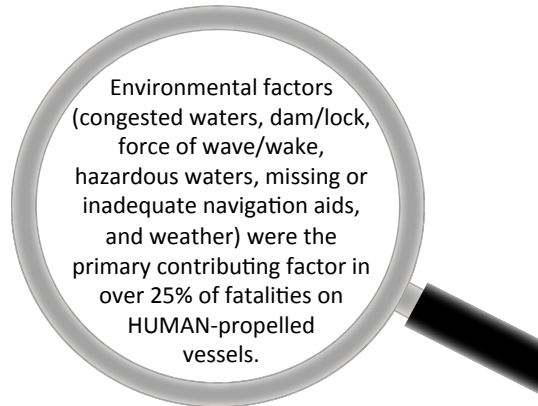 Environmental factors
(congested waters, dam/lock,
force of wave/wake,
hazardous waters, missing or
inadequate navigation aids,
and weather) were the
primary contributing factor in
over 25% of fatalities on
HUMAN-propelled
vessels.